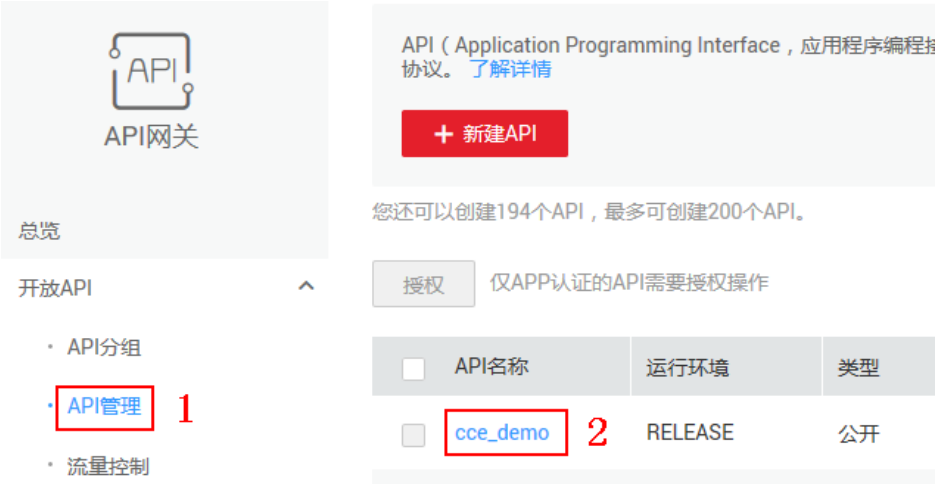 API
API网关
总览
开放API
API分组
API管理 1
流量控制
API（Application Programming Interface，应用程序编程
协议。 了解详情
+ 新建API
您还可以创建194个API，最多可创建200个API。
授权 仅APP认证的API需要授权操作
API名称 运行环境 类型
cce_demo 2 RELEASE 公开